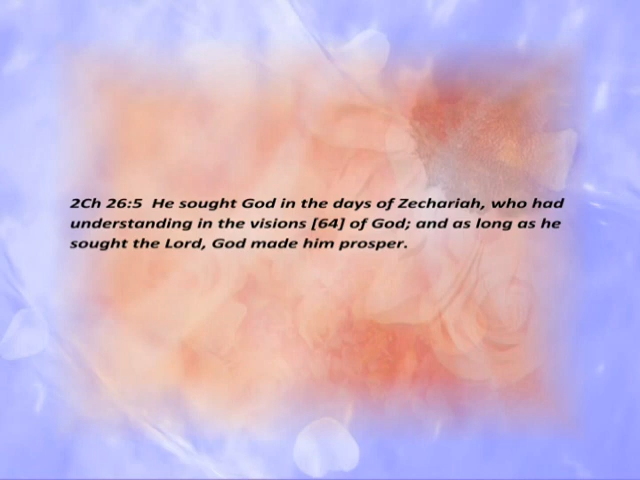 2Ch 26:5  He sought God in the days of Zechariah, who had
understanding in the visions [64] of God; and as long as he
sought the Lord, God made him prosper.